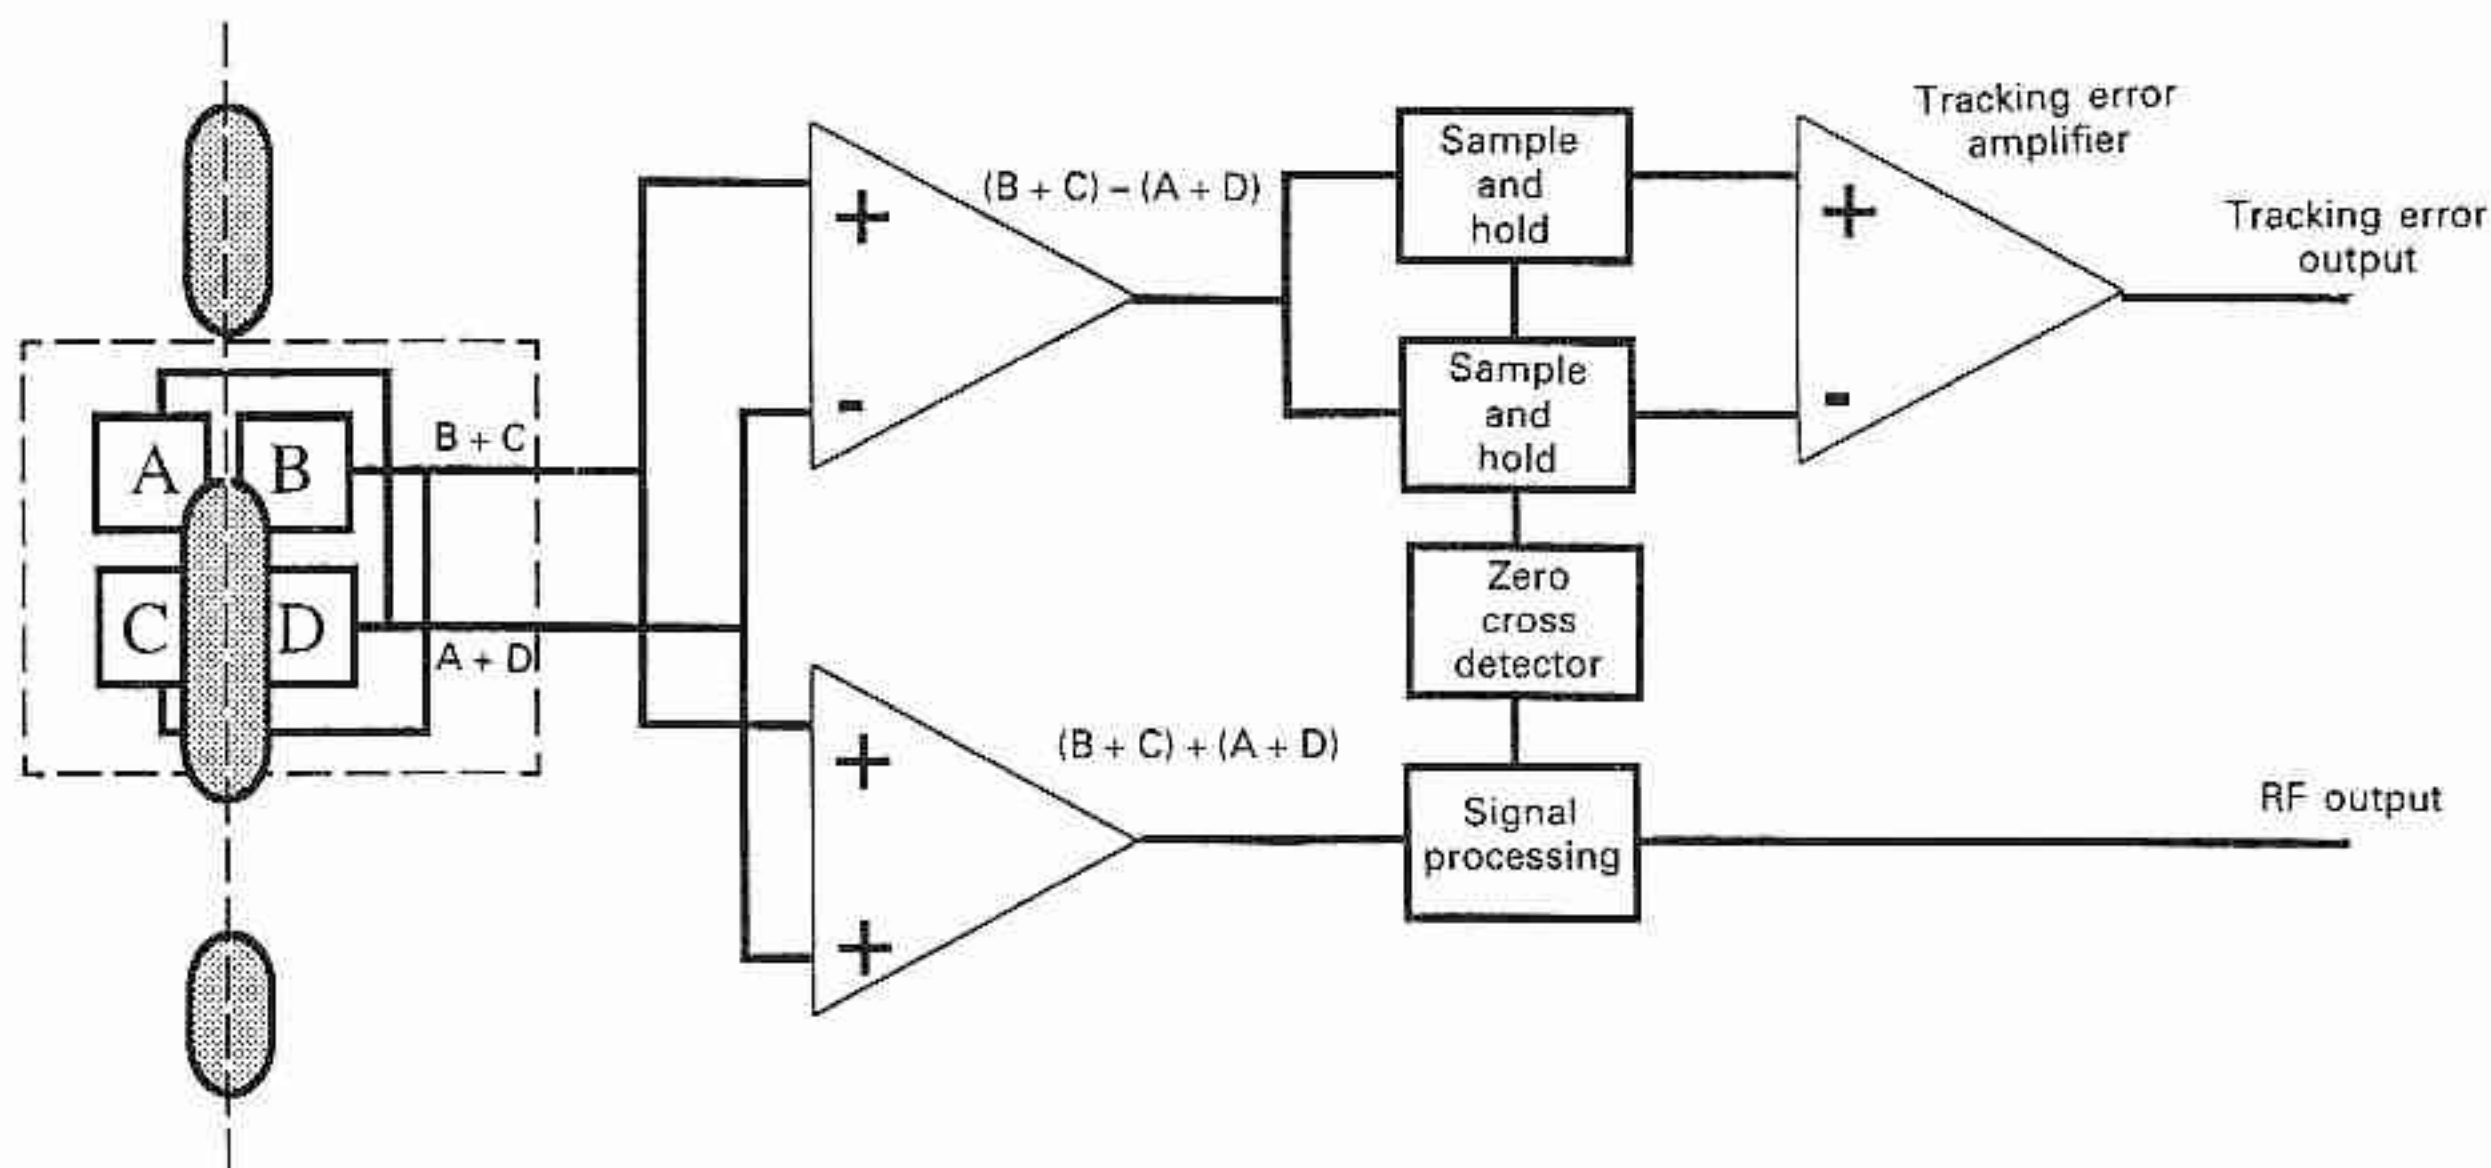 Tracking error
amplifier
Sample
and
hold
(B + C) – (A + D)
+
+
Tracking error
output
-
-
Sample
and
hold
A
B
B + C
Zero
cross
detector
C
D
A + D
(B + C) + (A + D)
+
Signal
processing
RF output
+